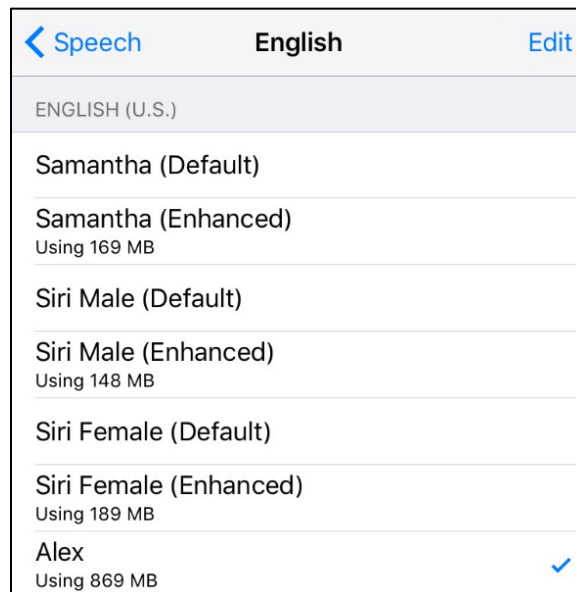 Speech English Edit
ENGLISH (U.S.)
Samantha (Default)
Samantha (Enhanced)
Using 169 MB
Siri Male (Default)
Siri Male (Enhanced)
Using 148 MB
Siri Female (Default)
Siri Female (Enhanced)
Using 189 MB
Alex
Using 869 MB